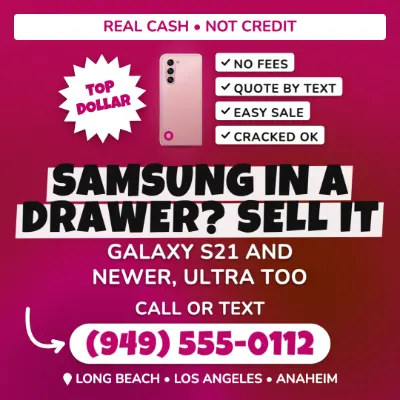 REAL CASH • NOT CREDIT
TOP
DOLLAR
NO FEES
QUOTE BY TEXT
EASY SALE
CRACKED OK
SAMSUNG IN A
DRAWER? SELL IT
GALAXY S21 AND
NEWER, ULTRA TOO
CALL OR TEXT
(949) 555-0112
LONG BEACH • LOS ANGELES • ANAHEIM